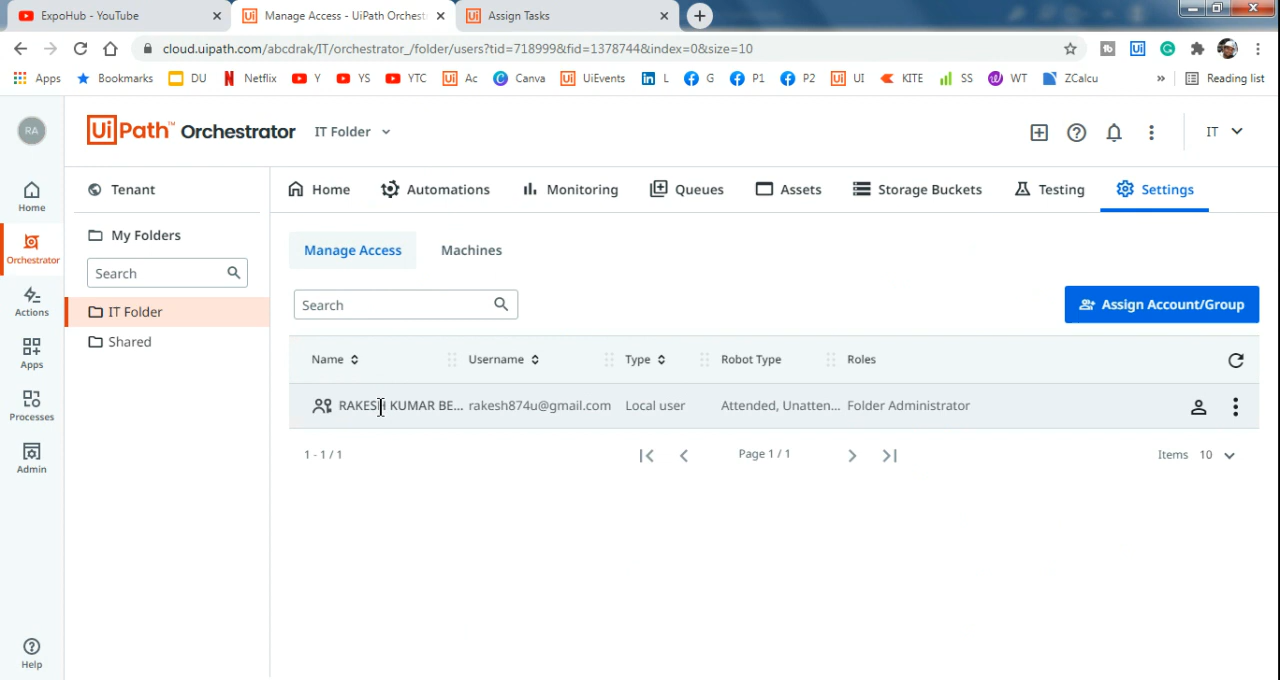 ExpoHub - YouTube
Manage Access - UiPath Orchest
Assign Tasks
cloud.uipath.com/abcdrak/IT/orchestrator_/folder/users?tid=718999&fid=1378744&index=0&size=10
Apps Bookmarks DU Netflix Y YS YTC Ac Canva UiEvents L G P1 P2 UI KITE SS WT ZCalcu » Reading list
RA
UiPath™ Orchestrator IT Folder
IT
Home
Orchestrator
Actions
Apps
Processes
Admin
Help
Tenant
My Folders
Search
IT Folder
Shared
Home Automations Monitoring Queues Assets Storage Buckets Testing Settings
Manage Access Machines
Search
Assign Account/Group
Name Username Type Robot Type Roles
RAKESH KUMAR BE... rakesh874u@gmail.com Local user Attended, Unatten... Folder Administrator
1 - 1 / 1 Page 1 / 1 Items 10